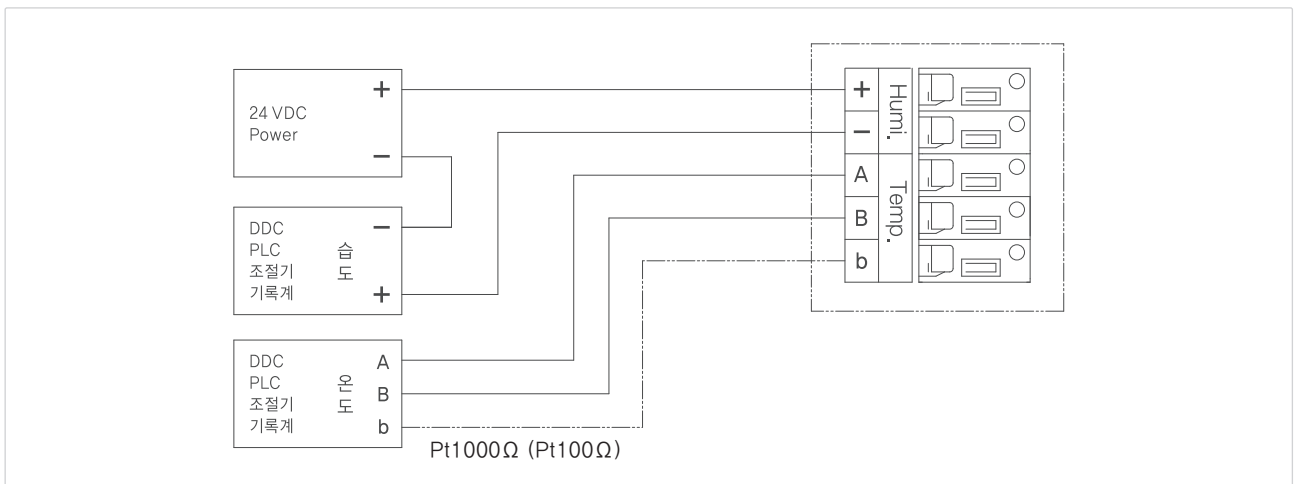 24 VDC
Power
+
−
DDC
PLC
조절기
기록계
습
도
−
+
DDC
PLC
조절기
기록계
온
도
A
B
b
Pt1000Ω (Pt100Ω)
+
−
A
B
b
Humi.
Temp.